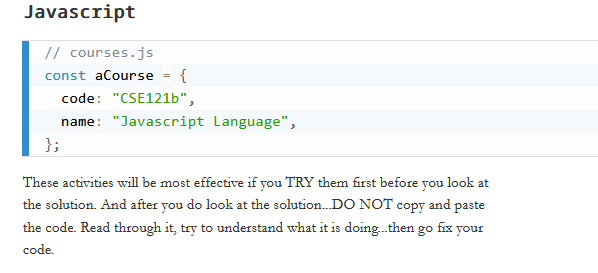 Javascript
// courses.js
const aCourse = {
  code: "CSE121b",
  name: "Javascript Language",
};
These activities will be most effective if you TRY them first before you look at
the solution. And after you do look at the solution...DO NOT copy and paste
the code. Read through it, try to understand what it is doing...then go fix your
code.